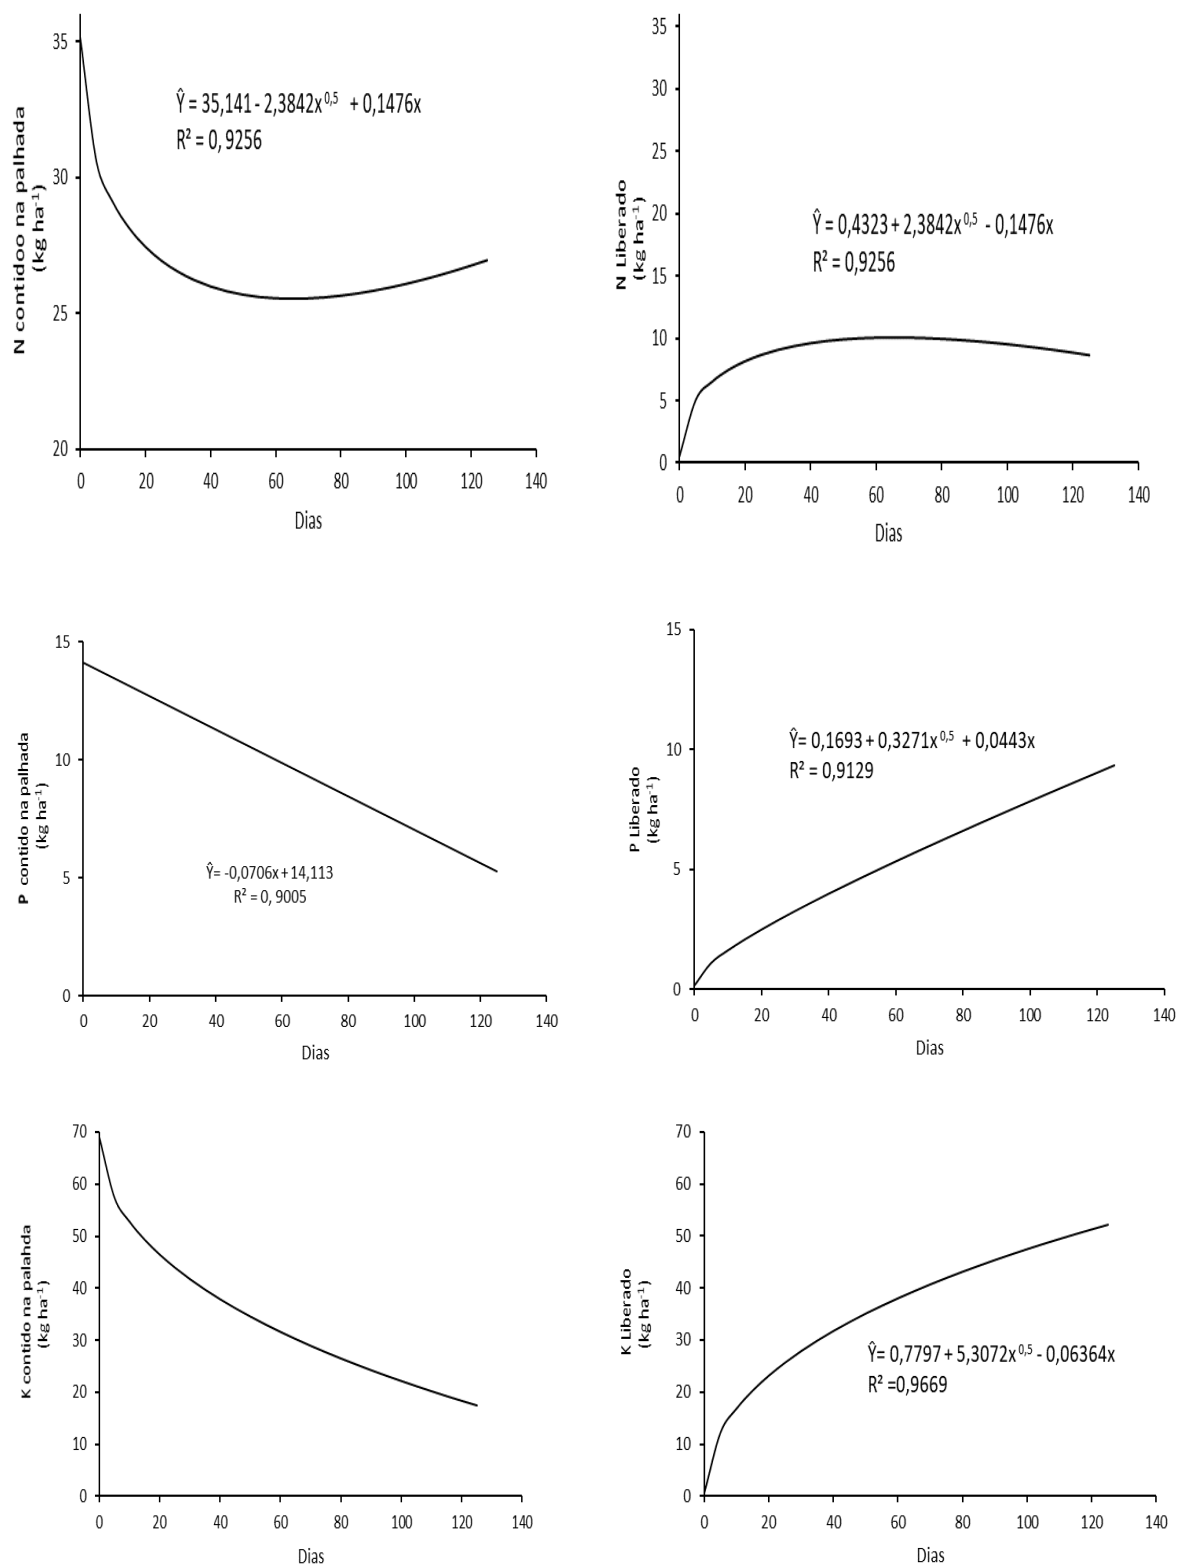 N contidoo na palhada
(kg ha⁻¹)
35
30
25
20
Ŷ = 35,141 - 2,3842x⁰,⁵ + 0,1476x
R² = 0, 9256
0 20 40 60 80 100 120 140
Dias
N Liberado
(kg ha⁻¹)
35
30
25
20
15
10
5
0
Ŷ = 0,4323 + 2,3842x⁰,⁵ - 0,1476x
R² = 0,9256
0 20 40 60 80 100 120 140
Dias
P contido na palhada
(kg ha⁻¹)
15
10
5
0
Ŷ= -0,0706x + 14,113
R² = 0, 9005
0 20 40 60 80 100 120 140
Dias
P Liberado
(kg ha⁻¹)
15
10
5
0
Ŷ= 0,1693 + 0,3271x⁰,⁵ + 0,0443x
R² = 0,9129
0 20 40 60 80 100 120 140
Dias
K contido na palahda
(kg ha⁻¹)
70
60
50
40
30
20
10
0
0 20 40 60 80 100 120 140
Dias
K Liberado
(kg ha⁻¹)
70
60
50
40
30
20
10
0
Ŷ= 0,7797 + 5,3072x⁰,⁵ - 0,06364x
R² =0,9669
0 20 40 60 80 100 120 140
Dias